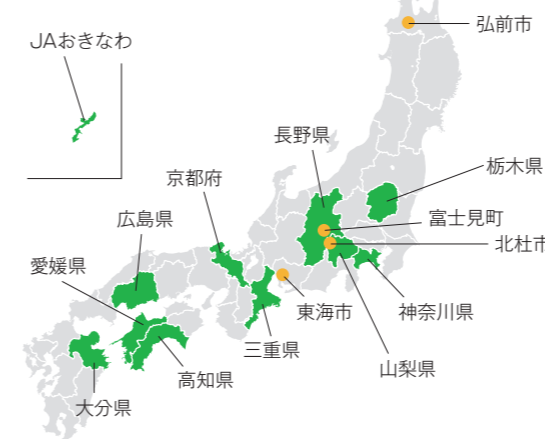 弘前市
JAおきなわ
長野県
栃木県
京都府
富士見町
広島県
北杜市
愛媛県
東海市
神奈川県
三重県
山梨県
高知県
大分県